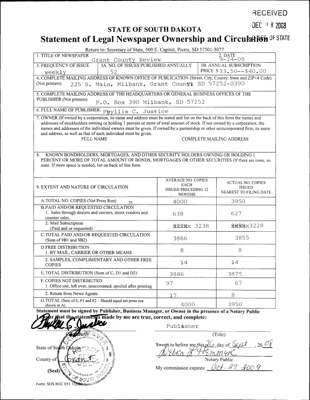 RECEIVED
DEC 18 2008
STATE OF SOUTH DAKOTA
Statement of Legal Newspaper Ownership and Circulation OF STATE
Return to: Secretary of State, 500 E. Capitol, Pierre, SD 57501-5077
1. TITLE OF NEWSPAPER
Grant County Review
2. DATE
9-24-08
3. FREQUENCY OF ISSUE
weekly
3A. NO. OF ISSUES PUBLISHED ANNUALLY
52
3B. ANNUAL SUBSCRIPTION
PRICE $33.50--$40.00
4. COMPLETE MAILING ADDRESS OF KNOWN OFFICE OF PUBLICATION (Street, City, County, State and ZIP+4 Code)
(Not printers) 225 S. Main, Milbank, Grant County SD 57252-0390
5. COMPLETE MAILING ADDRESS OF THE HEADQUARTERS OR GENERAL BUSINESS OFFICES OF THE
PUBLISHER (Not printers) P.O. Box 390 Milbank, SD 57252
6. FULL NAME OF PUBLISHER: Phyllis C. Justice
7. OWNER (If owned by a corporation, its name and address must be stated and list on the back of this form the names and
addresses of stockholders owning or holding 1 percent or more of total amount of stock. If not owned by a corporation, the
names and addresses of the individual owners must be given. If owned by a partnership or other unincorporated firm, its name
and address, as well as that of each individual must be given.
FULL NAME
COMPLETE MAILING ADDRESS
8. KNOWN BONDHOLDERS, MORTGAGES, AND OTHER SECURITY HOLDERS OWNING OR HOLDING 1
PERCENT OR MORE OF TOTAL AMOUNT OF BONDS, MORTGAGES OR OTHER SECURITIES (If there are none, so
state. If more space is needed, list on back of this form.
9. EXTENT AND NATURE OF CIRCULATION
AVERAGE NO. COPIES
EACH
ISSUED PRECEDING 12
MONTHS
ACTUAL NO. COPIES
ISSUED
NEAREST TO FILING DATE
A. TOTAL NO. COPIES (Net Press Run)
4000
3950
B. PAID AND/OR REQUESTED CIRCULATION
1. Sales through dealers and carriers, street vendors and
counter sales
638
627
2. Mail Subscription
(Paid and/or requested)
3238
3228
C. TOTAL PAID AND/OR REQUESTED CIRCULATION
(Sum of 9B1 and 9B2)
3866
3855
D. FREE DISTRIBUTION
1. BY MAIL, CARRIER OR OTHER MEANS
8
8
2. SAMPLES, COMPLIMENTARY AND OTHER FREE
COPIES
14
14
E. TOTAL DISTRIBUTION (Sum of C, D1 and D2)
3886
3875
F. COPIES NOT DISTRIBUTED
1. Office use, left over, unaccounted, spoiled after printing
97
67
2. Return from News Agents
17
8
G. TOTAL (Sum of E, F1 and F2 - Should equal net press run
shown in A)
4000
3950
Statement must be signed by Publisher, Business Manager, or Owner in the presence of a Notary Public
that the statements made by me are true, correct, and complete:
Phyllis C. Justice
Publisher
(Title)
State of South Dakota
Sworn to before me this 26 day of Sept. 2008
County of Grant
Notary Public
(Seal)
My commission expires: Oct. 27 2009